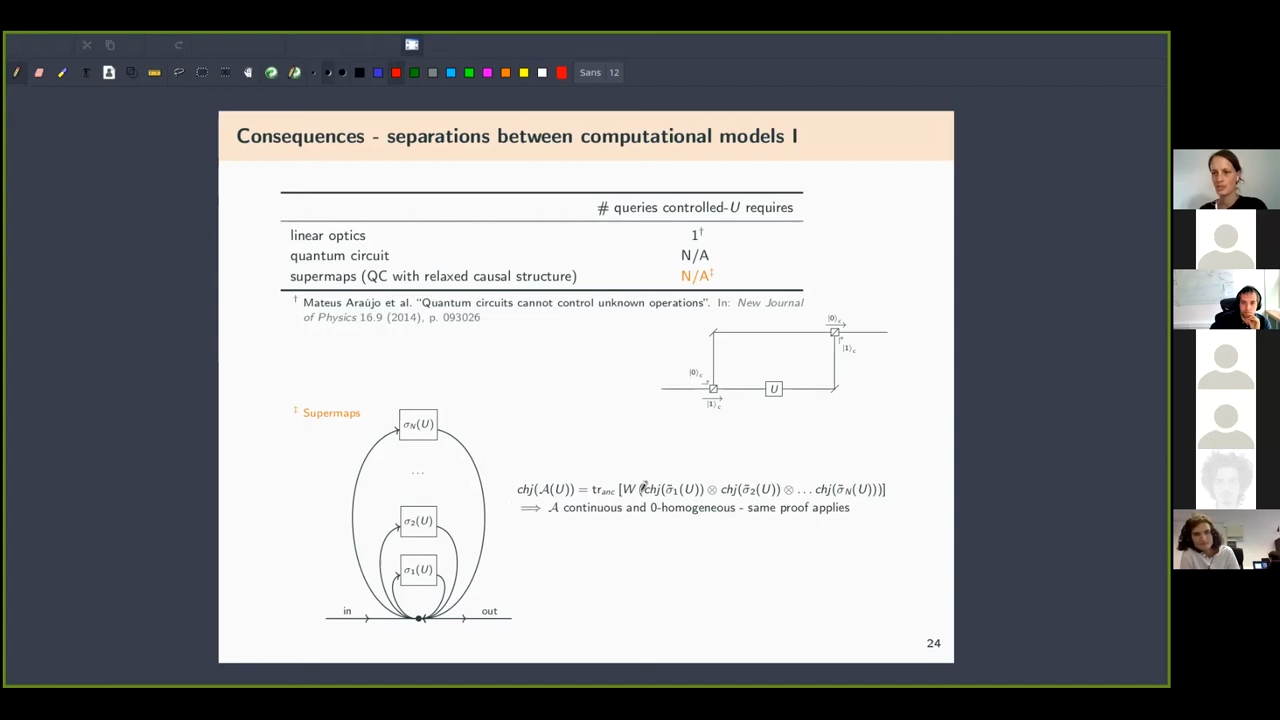 Sans 12
Consequences - separations between computational models I
# queries controlled-U requires
linear optics 1†
quantum circuit N/A
supermaps (QC with relaxed causal structure) N/A‡
† Mateus Araújo et al. “Quantum circuits cannot control unknown operations”. In: New Journal
of Physics 16.9 (2014), p. 093026
|0⟩c
|1⟩c
|0⟩c
U
|1⟩c
‡ Supermaps
σN(U)
...
σ2(U)
σ1(U)
in out
chj(𝒜(U)) = tranc [W (chj(σ̃1(U)) ⊗ chj(σ̃2(U)) ⊗ ... chj(σ̃N(U)))]
⟹ 𝒜 continuous and 0-homogeneous - same proof applies
24